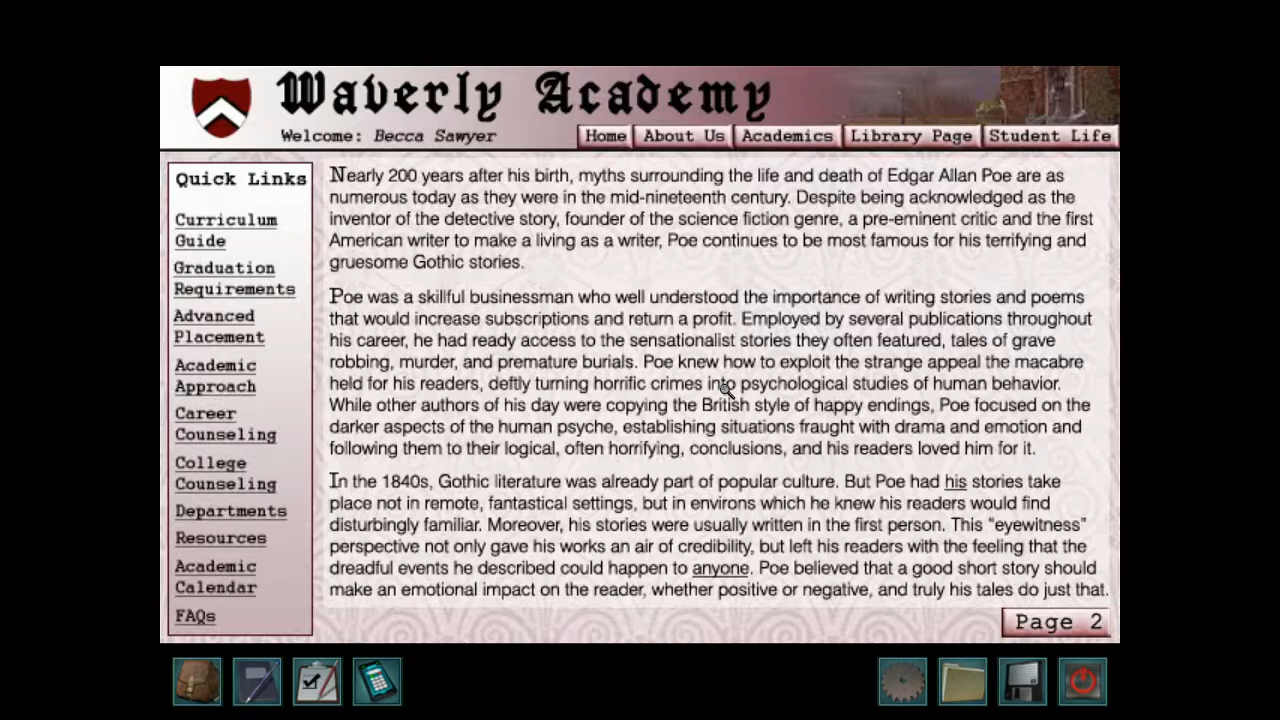 Waverly Academy
Welcome: Becca Sawyer
Home
About Us
Academics
Library Page
Student Life
Quick Links
Curriculum
Guide
Graduation
Requirements
Advanced
Placement
Academic
Approach
Career
Counseling
College
Counseling
Departments
Resources
Academic
Calendar
FAQs
Nearly 200 years after his birth, myths surrounding the life and death of Edgar Allan Poe are as
numerous today as they were in the mid-nineteenth century. Despite being acknowledged as the
inventor of the detective story, founder of the science fiction genre, a pre-eminent critic and the first
American writer to make a living as a writer, Poe continues to be most famous for his terrifying and
gruesome Gothic stories.
Poe was a skillful businessman who well understood the importance of writing stories and poems
that would increase subscriptions and return a profit. Employed by several publications throughout
his career, he had ready access to the sensationalist stories they often featured, tales of grave
robbing, murder, and premature burials. Poe knew how to exploit the strange appeal the macabre
held for his readers, deftly turning horrific crimes into psychological studies of human behavior.
While other authors of his day were copying the British style of happy endings, Poe focused on the
darker aspects of the human psyche, establishing situations fraught with drama and emotion and
following them to their logical, often horrifying, conclusions, and his readers loved him for it.
In the 1840s, Gothic literature was already part of popular culture. But Poe had his stories take
place not in remote, fantastical settings, but in environs which he knew his readers would find
disturbingly familiar. Moreover, his stories were usually written in the first person. This “eyewitness”
perspective not only gave his works an air of credibility, but left his readers with the feeling that the
dreadful events he described could happen to anyone. Poe believed that a good short story should
make an emotional impact on the reader, whether positive or negative, and truly his tales do just that.
Page 2